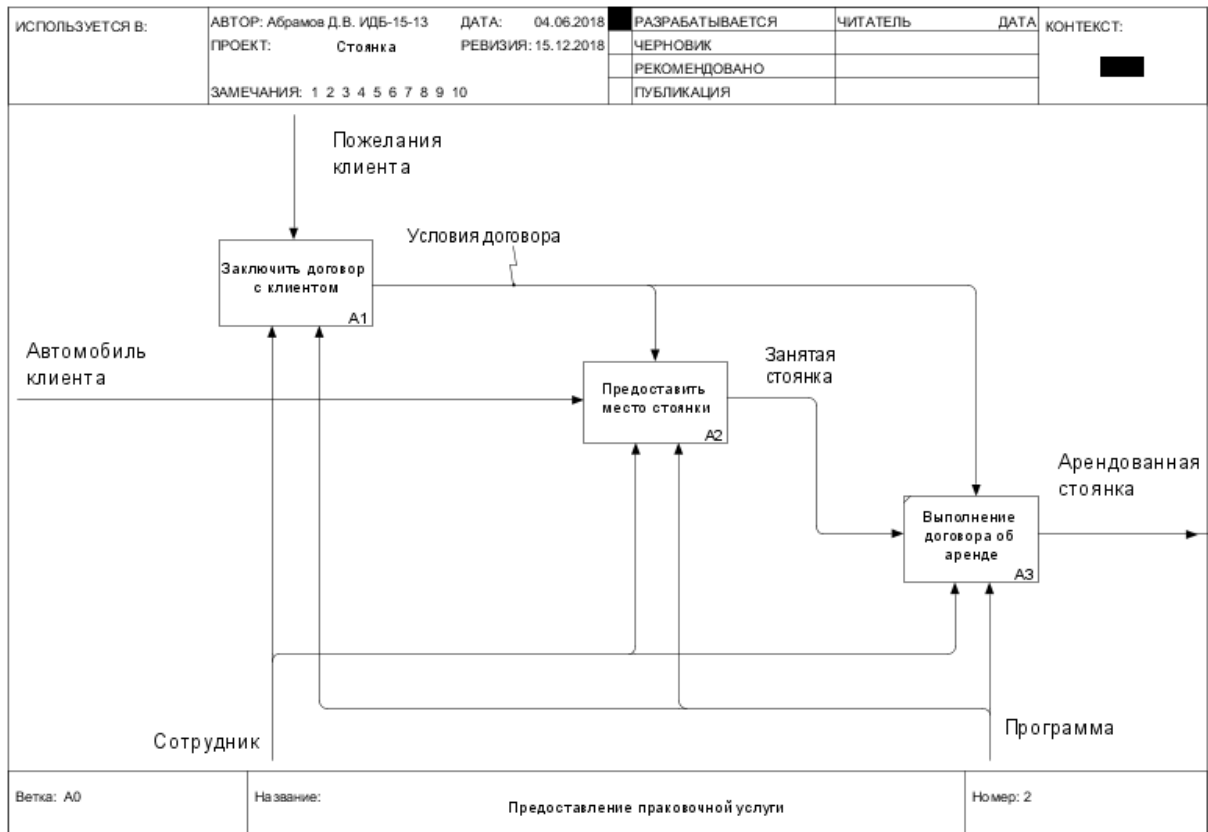 ИСПОЛЬЗУЕТСЯ В:
АВТОР: Абрамов Д.В. ИДБ-15-13
ДАТА: 04.06.2018
ПРОЕКТ: Стоянка
РЕВИЗИЯ: 15.12.2018
ЗАМЕЧАНИЯ: 1 2 3 4 5 6 7 8 9 10
РАЗРАБАТЫВАЕТСЯ
ЧЕРНОВИК
РЕКОМЕНДОВАНО
ПУБЛИКАЦИЯ
ЧИТАТЕЛЬ ДАТА
КОНТЕКСТ:
Пожелания
клиента
Условия договора
Заключить договор
с клиентом
A1
Автомобиль
клиента
Предоставить
место стоянки
A2
Занятая
стоянка
Арендованная
стоянка
Выполнение
договора об
аренде
A3
Сотрудник
Программа
Ветка: A0
Название:
Предоставление праковочной услуги
Номер: 2